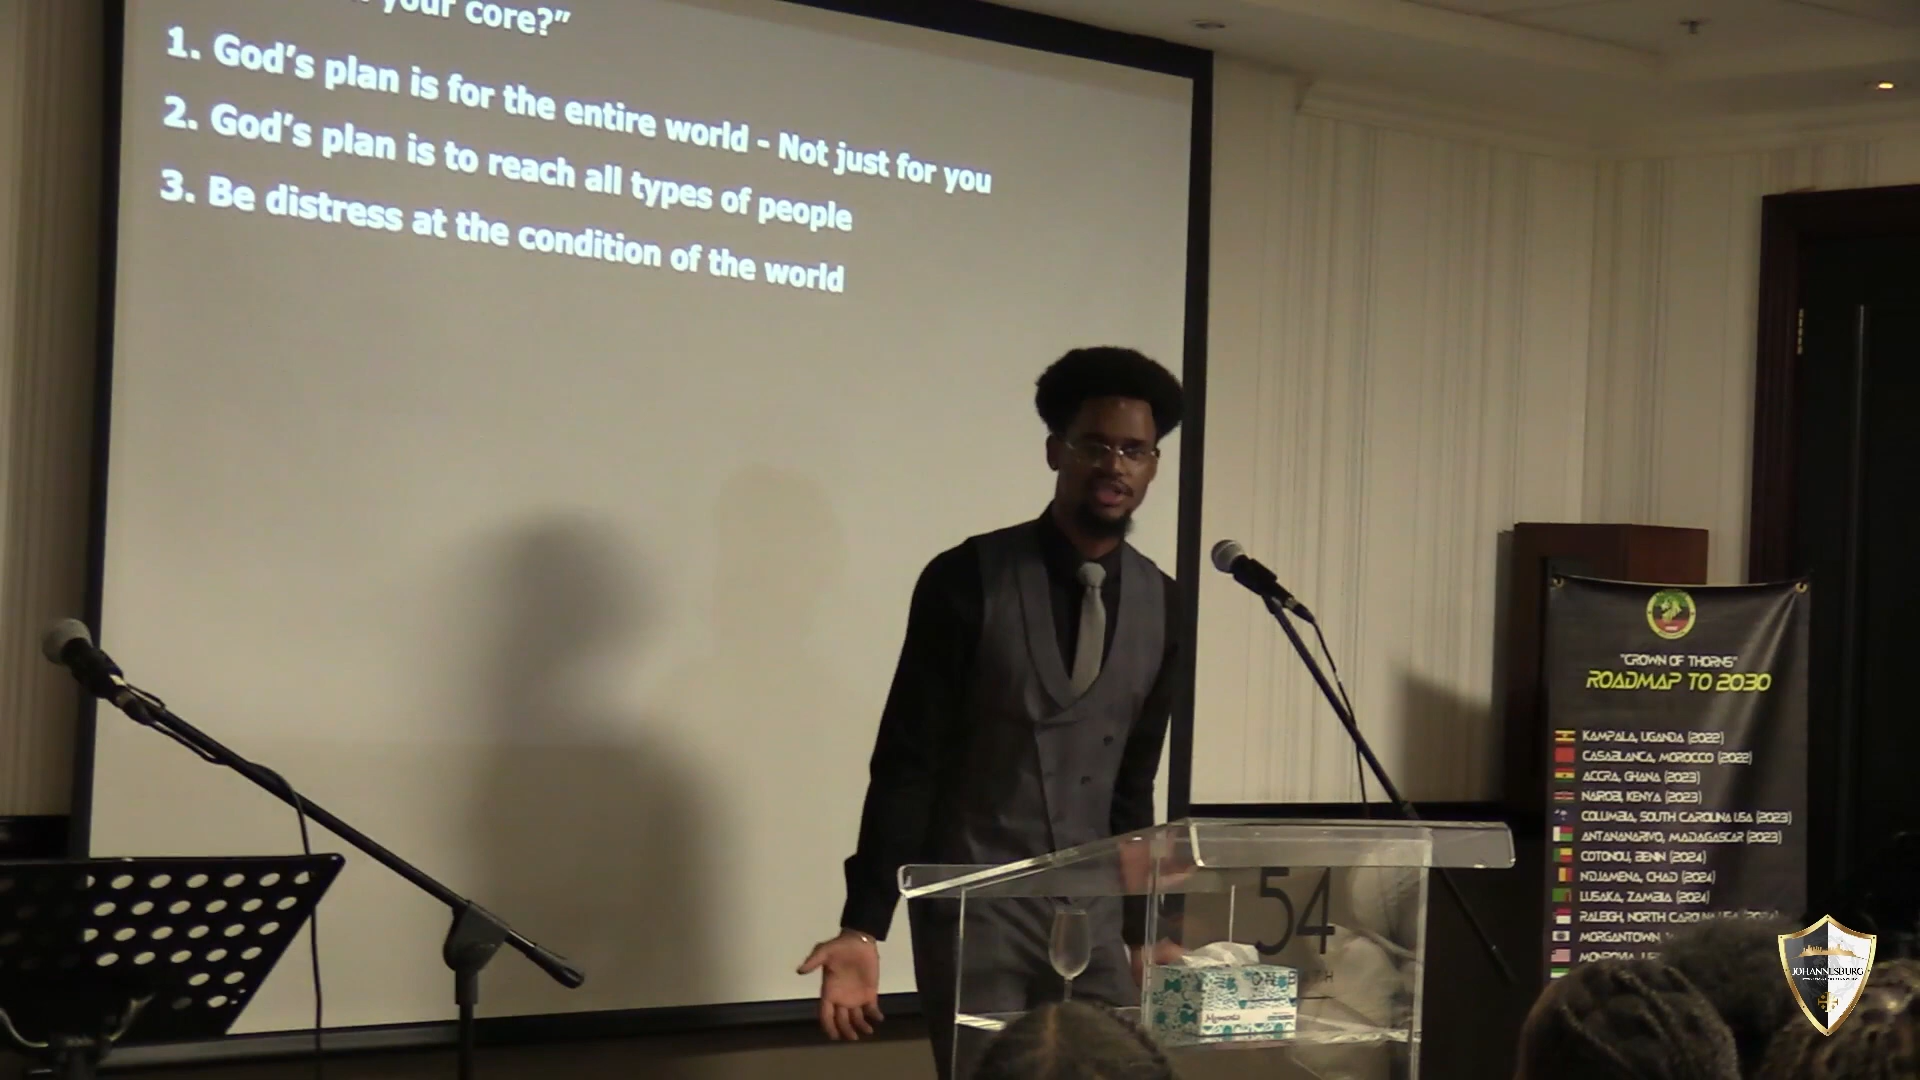 your core?”
1. God’s plan is for the entire world - Not just for you
2. God’s plan is to reach all types of people
3. Be distress at the condition of the world
"CROWN OF THORNS"
ROADMAP TO 2030
KAMPALA, UGANDA (2022)
CASABLANCA, MOROCCO (2022)
ACCRA, GHANA (2023)
NAIROBI, KENYA (2023)
COLUMBIA, SOUTH CAROLINA USA (2023)
ANTANANARIVO, MADAGASCAR (2023)
COTONOU, BENIN (2024)
N'DJAMENA, CHAD (2024)
LUSAKA, ZAMBIA (2024)
RALEIGH, NORTH CAROLINA USA (2024)
MORGANTOWN,
MONROVIA,
54
JOHANNESBURG